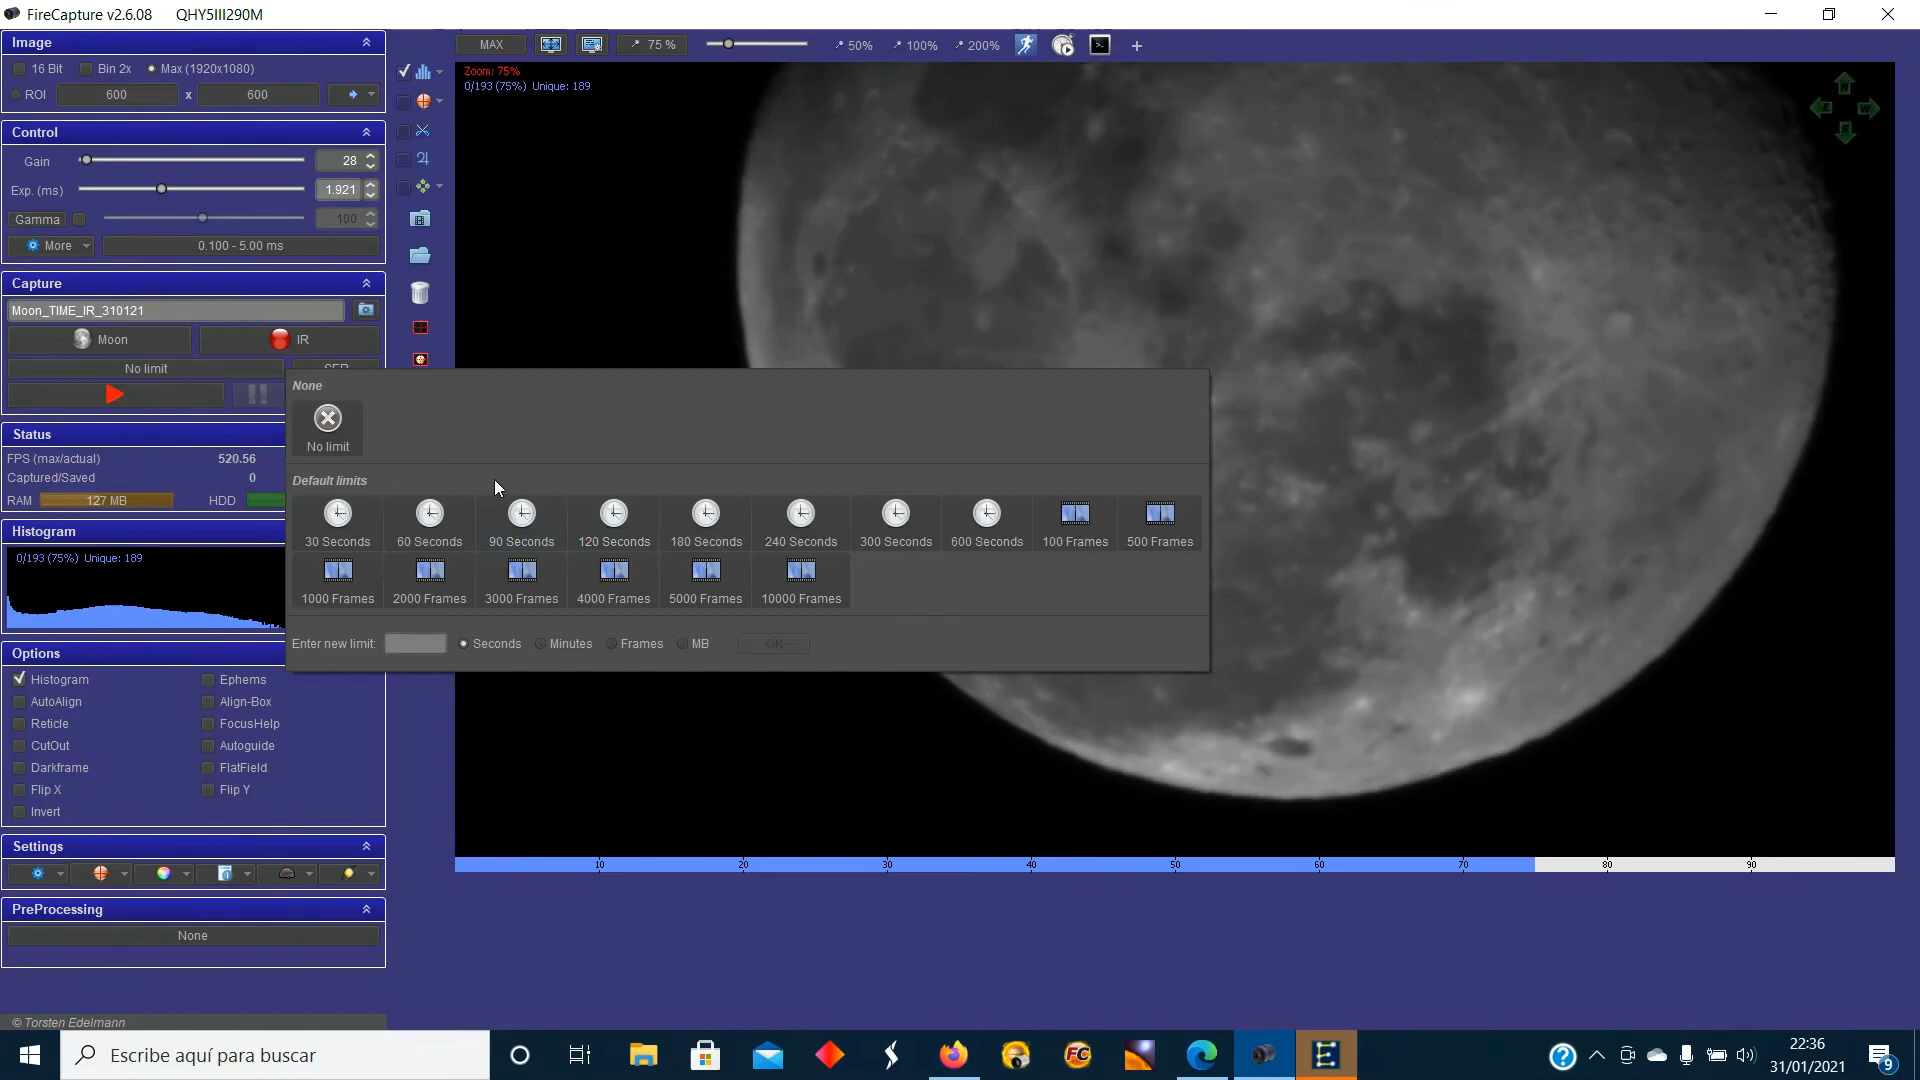 FireCapture v2.6.08 QHY5III290M
Image
16 Bit Bin 2x Max (1920x1080)
ROI 600 x 600
Control
Gain 28
Exp. (ms) 1.921
Gamma 100
More 0.100 - 5.00 ms
Capture
Moon_TIME_IR_310121
Moon IR
No limit
Status
FPS (max/actual) 520.56
Captured/Saved 0
RAM 127 MB HDD
Histogram
0/193 (75%) Unique: 189
Options
Histogram Ephems
AutoAlign Align-Box
Reticle FocusHelp
CutOut Autoguide
Darkframe FlatField
Flip X Flip Y
Invert
Settings
PreProcessing
None
© Torsten Edelmann
MAX 75 % 50% 100% 200%
Zoom: 75%
0/193 (75%) Unique: 189
N
E W
S
None
No limit
Default limits
30 Seconds 60 Seconds 90 Seconds 120 Seconds 180 Seconds 240 Seconds 300 Seconds 600 Seconds 100 Frames 500 Frames
1000 Frames 2000 Frames 3000 Frames 4000 Frames 5000 Frames 10000 Frames
Enter new limit: Seconds Minutes Frames MB OK
10 20 30 40 50 60 70 80 90
Escribe aquí para buscar
FC
E
22:36
31/01/2021
9